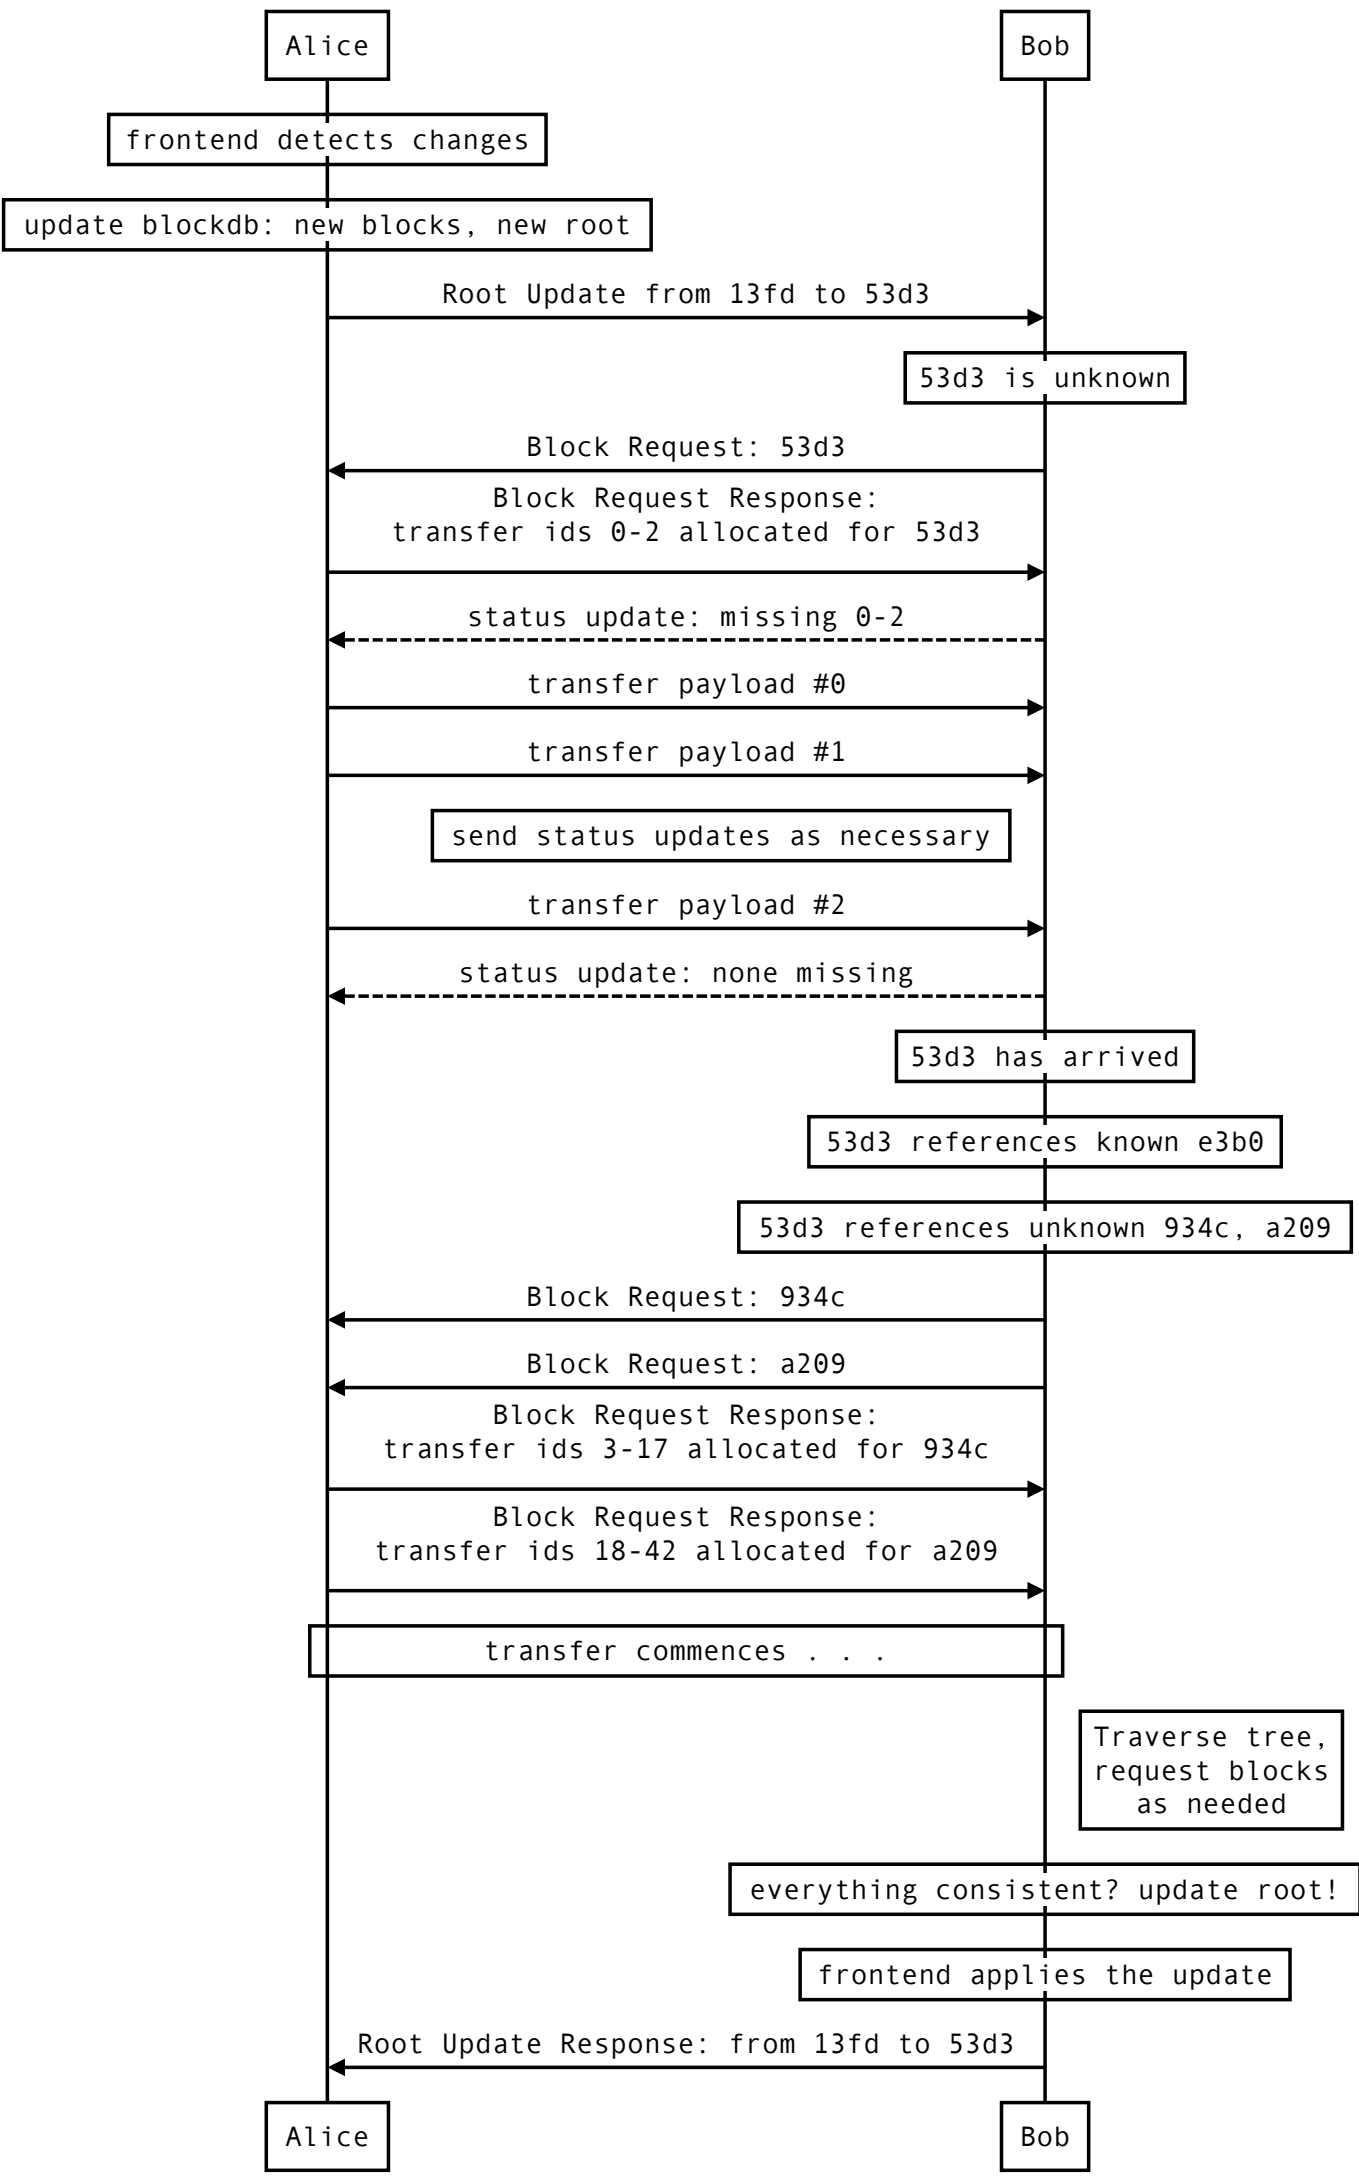 Alice
Bob
frontend detects changes
update blockdb: new blocks, new root
Root Update from 13fd to 53d3
53d3 is unknown
Block Request: 53d3
Block Request Response:
transfer ids 0-2 allocated for 53d3
status update: missing 0-2
transfer payload #0
transfer payload #1
send status updates as necessary
transfer payload #2
status update: none missing
53d3 has arrived
53d3 references known e3b0
53d3 references unknown 934c, a209
Block Request: 934c
Block Request: a209
Block Request Response:
transfer ids 3-17 allocated for 934c
Block Request Response:
transfer ids 18-42 allocated for a209
transfer commences . . .
Traverse tree,
request blocks
as needed
everything consistent? update root!
frontend applies the update
Root Update Response: from 13fd to 53d3
Alice
Bob